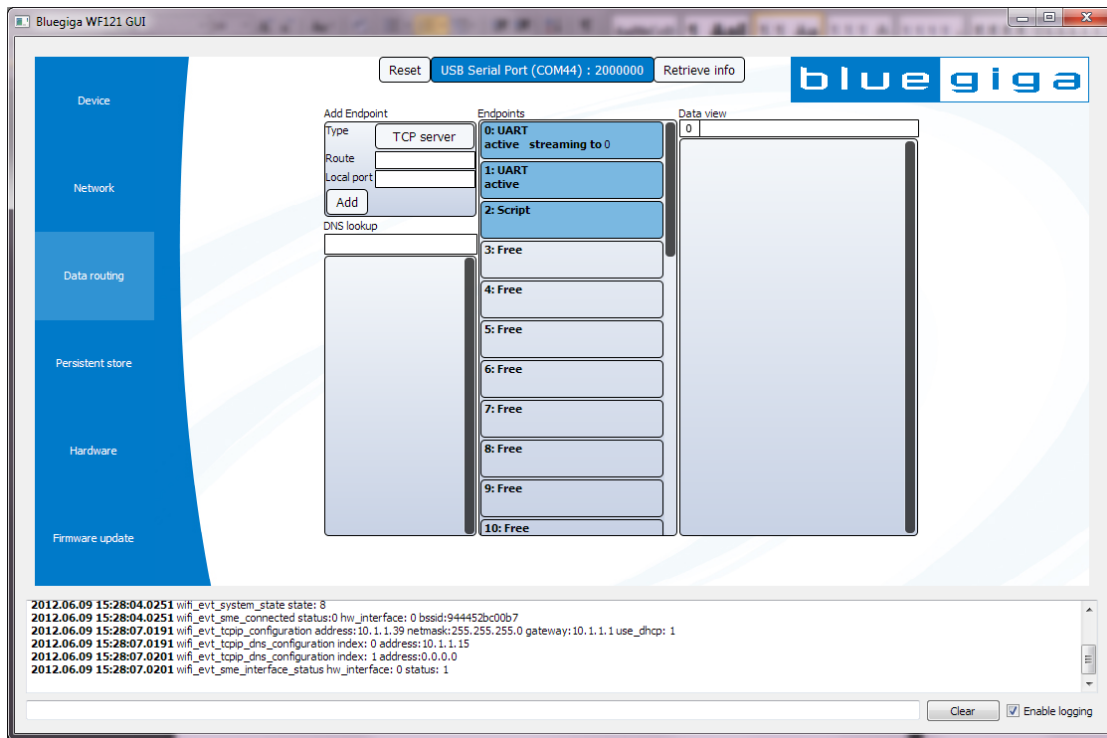 Bluegiga WF121 GUI
Reset
USB Serial Port (COM44) : 2000000
Retrieve info
bluegiga
Device
Network
Data routing
Persistent store
Hardware
Firmware update
Add Endpoint
Type
TCP server
Route
Local port
Add
DNS lookup
Endpoints
0: UART
active streaming to 0
1: UART
active
2: Script
3: Free
4: Free
5: Free
6: Free
7: Free
8: Free
9: Free
10: Free
Data view
0
2012.06.09 15:28:04.0251 wifi_evt_system_state state: 8
2012.06.09 15:28:04.0251 wifi_evt_sme_connected status:0 hw_interface: 0 bssid:944452bc00b7
2012.06.09 15:28:07.0191 wifi_evt_tcpip_configuration address:10.1.1.39 netmask:255.255.255.0 gateway:10.1.1.1 use_dhcp: 1
2012.06.09 15:28:07.0191 wifi_evt_tcpip_dns_configuration index: 0 address:10.1.1.15
2012.06.09 15:28:07.0201 wifi_evt_tcpip_dns_configuration index: 1 address:0.0.0.0
2012.06.09 15:28:07.0201 wifi_evt_sme_interface_status hw_interface: 0 status: 1
Clear
Enable logging